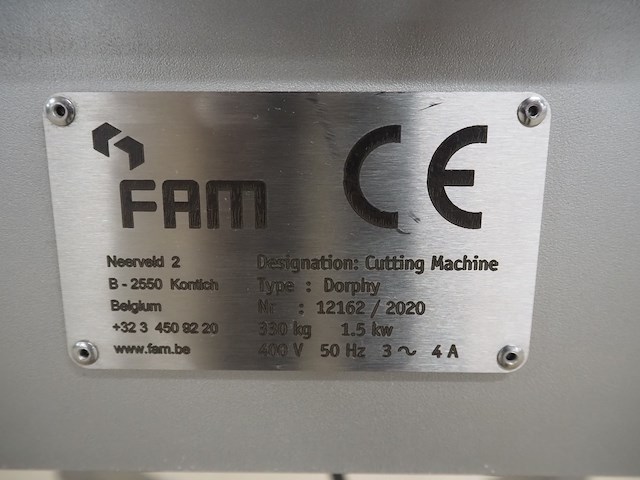 FAM CE
Neerveld 2
B - 2550 Kontich
Belgium
+32 3 450 92 20
www.fam.be
Designation: Cutting Machine
Type : Dorphy
Nr : 12162 / 2020
330 kg 1.5 kw
400 V 50 Hz 3 ~ 4 A